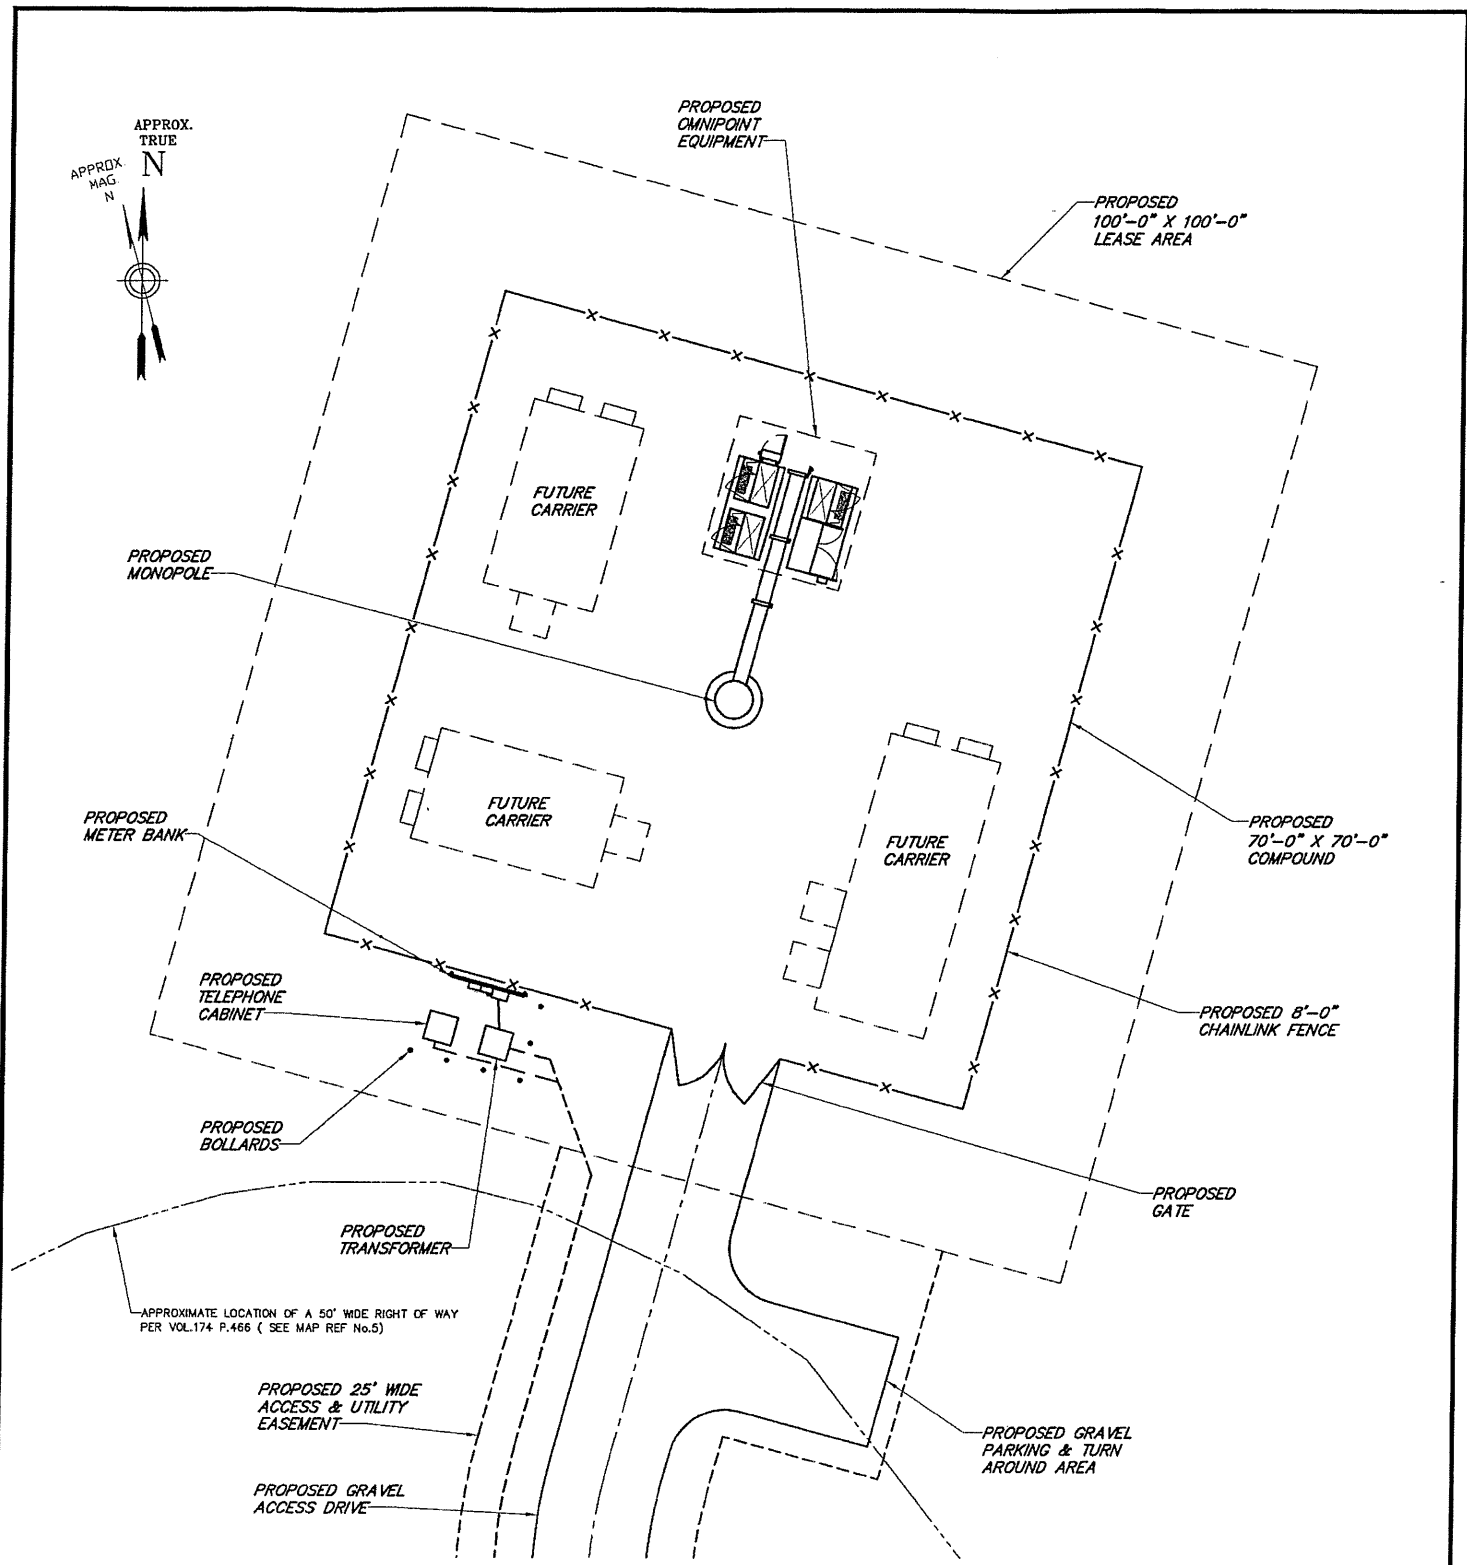 APPROX.
TRUE
N
APPROX.
MAG.
N
PROPOSED
OMNIPOINT
EQUIPMENT
PROPOSED
100'-0" X 100'-0"
LEASE AREA
FUTURE
CARRIER
PROPOSED
MONOPOLE
FUTURE
CARRIER
FUTURE
CARRIER
PROPOSED
METER BANK
PROPOSED
70'-0" X 70'-0"
COMPOUND
PROPOSED
TELEPHONE
CABINET
PROPOSED 8'-0"
CHAINLINK FENCE
PROPOSED
BOLLARDS
PROPOSED
GATE
PROPOSED
TRANSFORMER
APPROXIMATE LOCATION OF A 50' WIDE RIGHT OF WAY
PER VOL.174 P.466 ( SEE MAP REF No.5)
PROPOSED 25' WIDE
ACCESS & UTILITY
EASEMENT
PROPOSED GRAVEL
PARKING & TURN
AROUND AREA
PROPOSED GRAVEL
ACCESS DRIVE